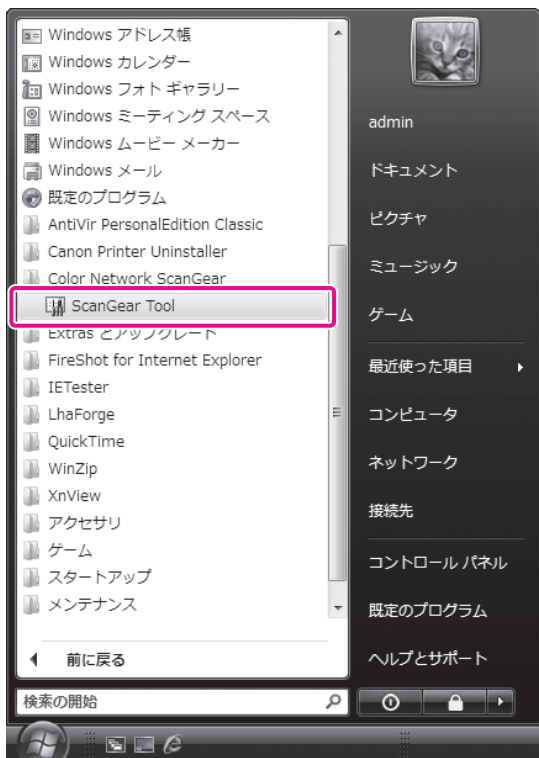 Windows アドレス帳
Windows カレンダー
Windows フォト ギャラリー
Windows ミーティング スペース
Windows ムービー メーカー
Windows メール
既定のプログラム
AntiVir PersonalEdition Classic
Canon Printer Uninstaller
Color Network ScanGear
ScanGear Tool
Extras とアップグレード
FireShot for Internet Explorer
IETester
LhaForge
QuickTime
WinZip
XnView
アクセサリ
ゲーム
スタートアップ
メンテナンス
前に戻る
検索の開始
admin
ドキュメント
ピクチャ
ミュージック
ゲーム
最近使った項目
コンピュータ
ネットワーク
接続先
コントロール パネル
既定のプログラム
ヘルプとサポート